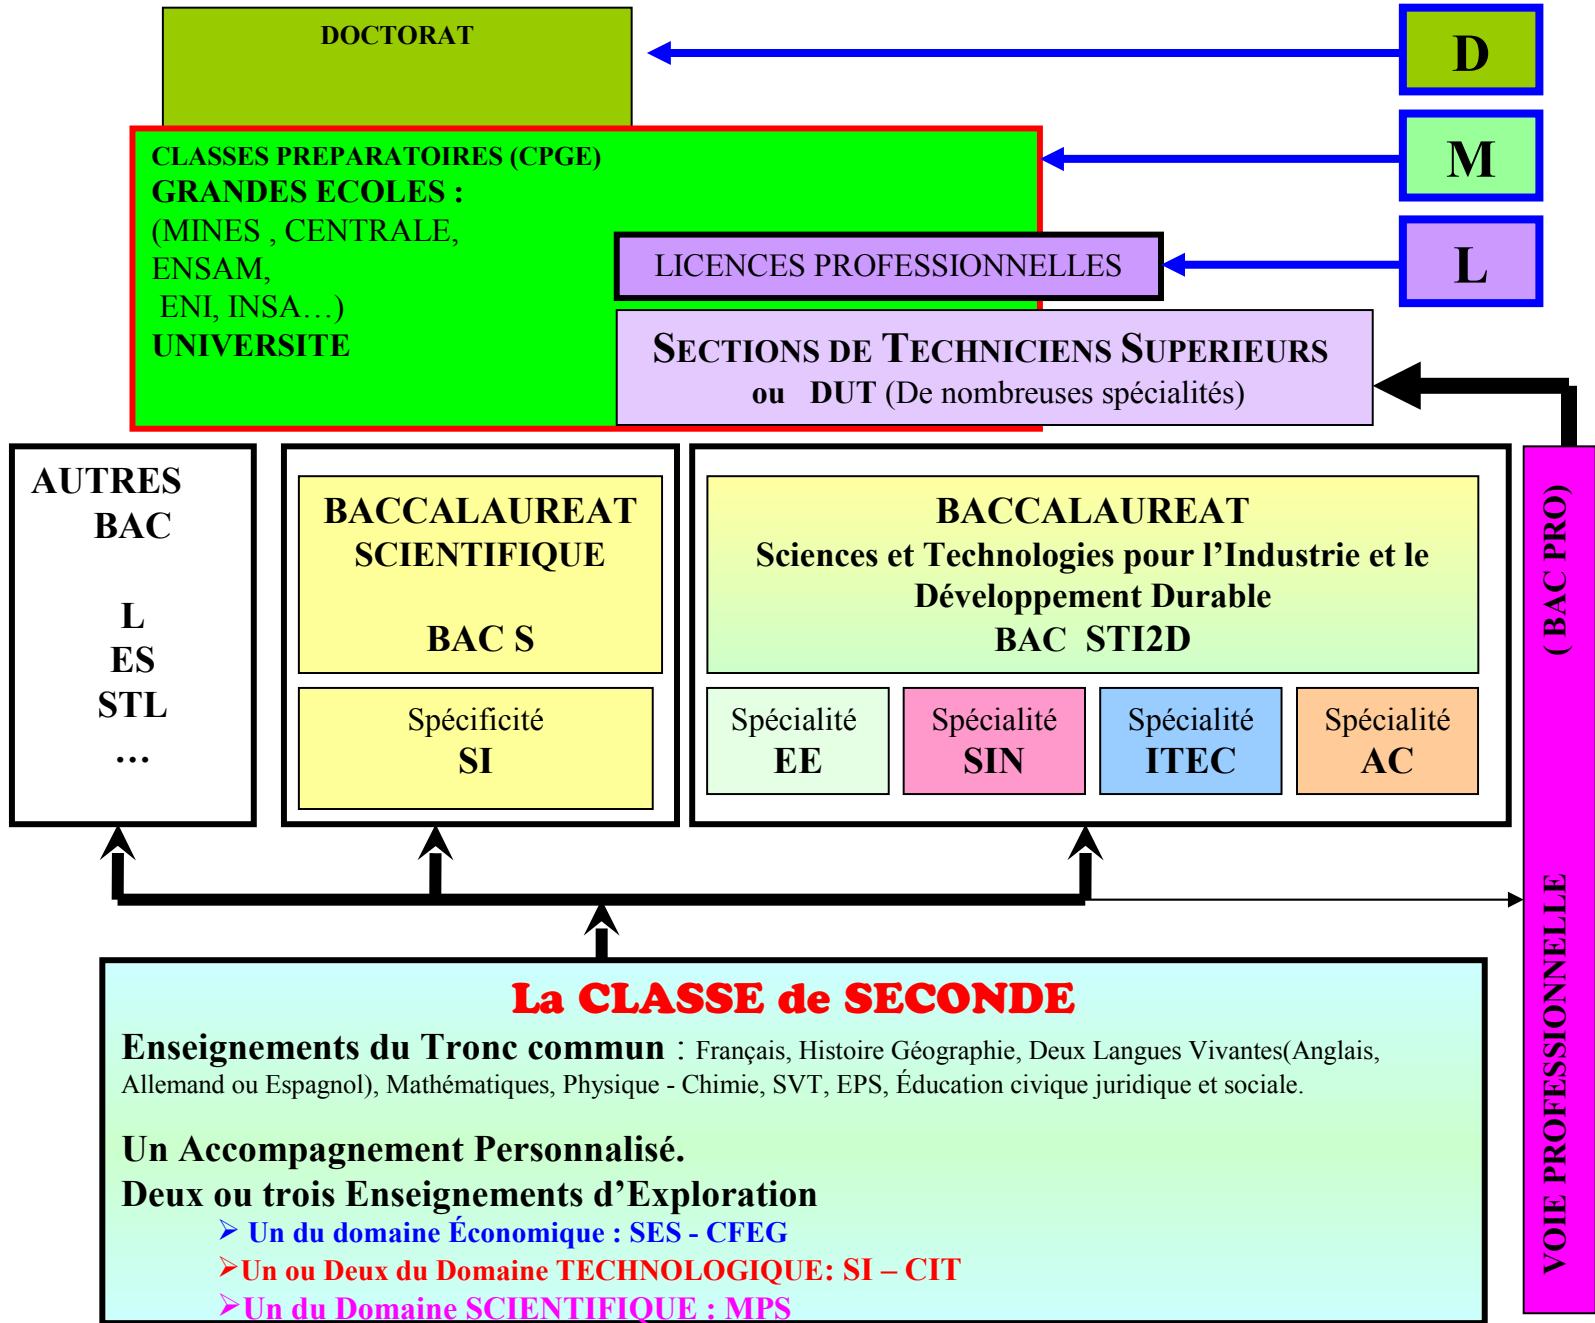 DOCTORAT
D
CLASSES PREPARATOIRES (CPGE)
GRANDES ECOLES :
(MINES , CENTRALE,
ENSAM,
ENI, INSA…)
UNIVERSITE
M
LICENCES PROFESSIONNELLES
L
SECTIONS DE TECHNICIENS SUPERIEURS
ou DUT (De nombreuses spécialités)
AUTRES
BAC
L
ES
STL
…
BACCALAUREAT
SCIENTIFIQUE
BAC S
Spécificité
SI
BACCALAUREAT
Sciences et Technologies pour l’Industrie et le
Développement Durable
BAC STI2D
Spécialité
EE
Spécialité
SIN
Spécialité
ITEC
Spécialité
AC
VOIE PROFESSIONNELLE ( BAC PRO)
La CLASSE de SECONDE
Enseignements du Tronc commun : Français, Histoire Géographie, Deux Langues Vivantes(Anglais,
Allemand ou Espagnol), Mathématiques, Physique - Chimie, SVT, EPS, Éducation civique juridique et sociale.
Un Accompagnement Personnalisé.
Deux ou trois Enseignements d’Exploration
➢ Un du domaine Économique : SES - CFEG
➢Un ou Deux du Domaine TECHNOLOGIQUE: SI – CIT
➢Un du Domaine SCIENTIFIQUE : MPS